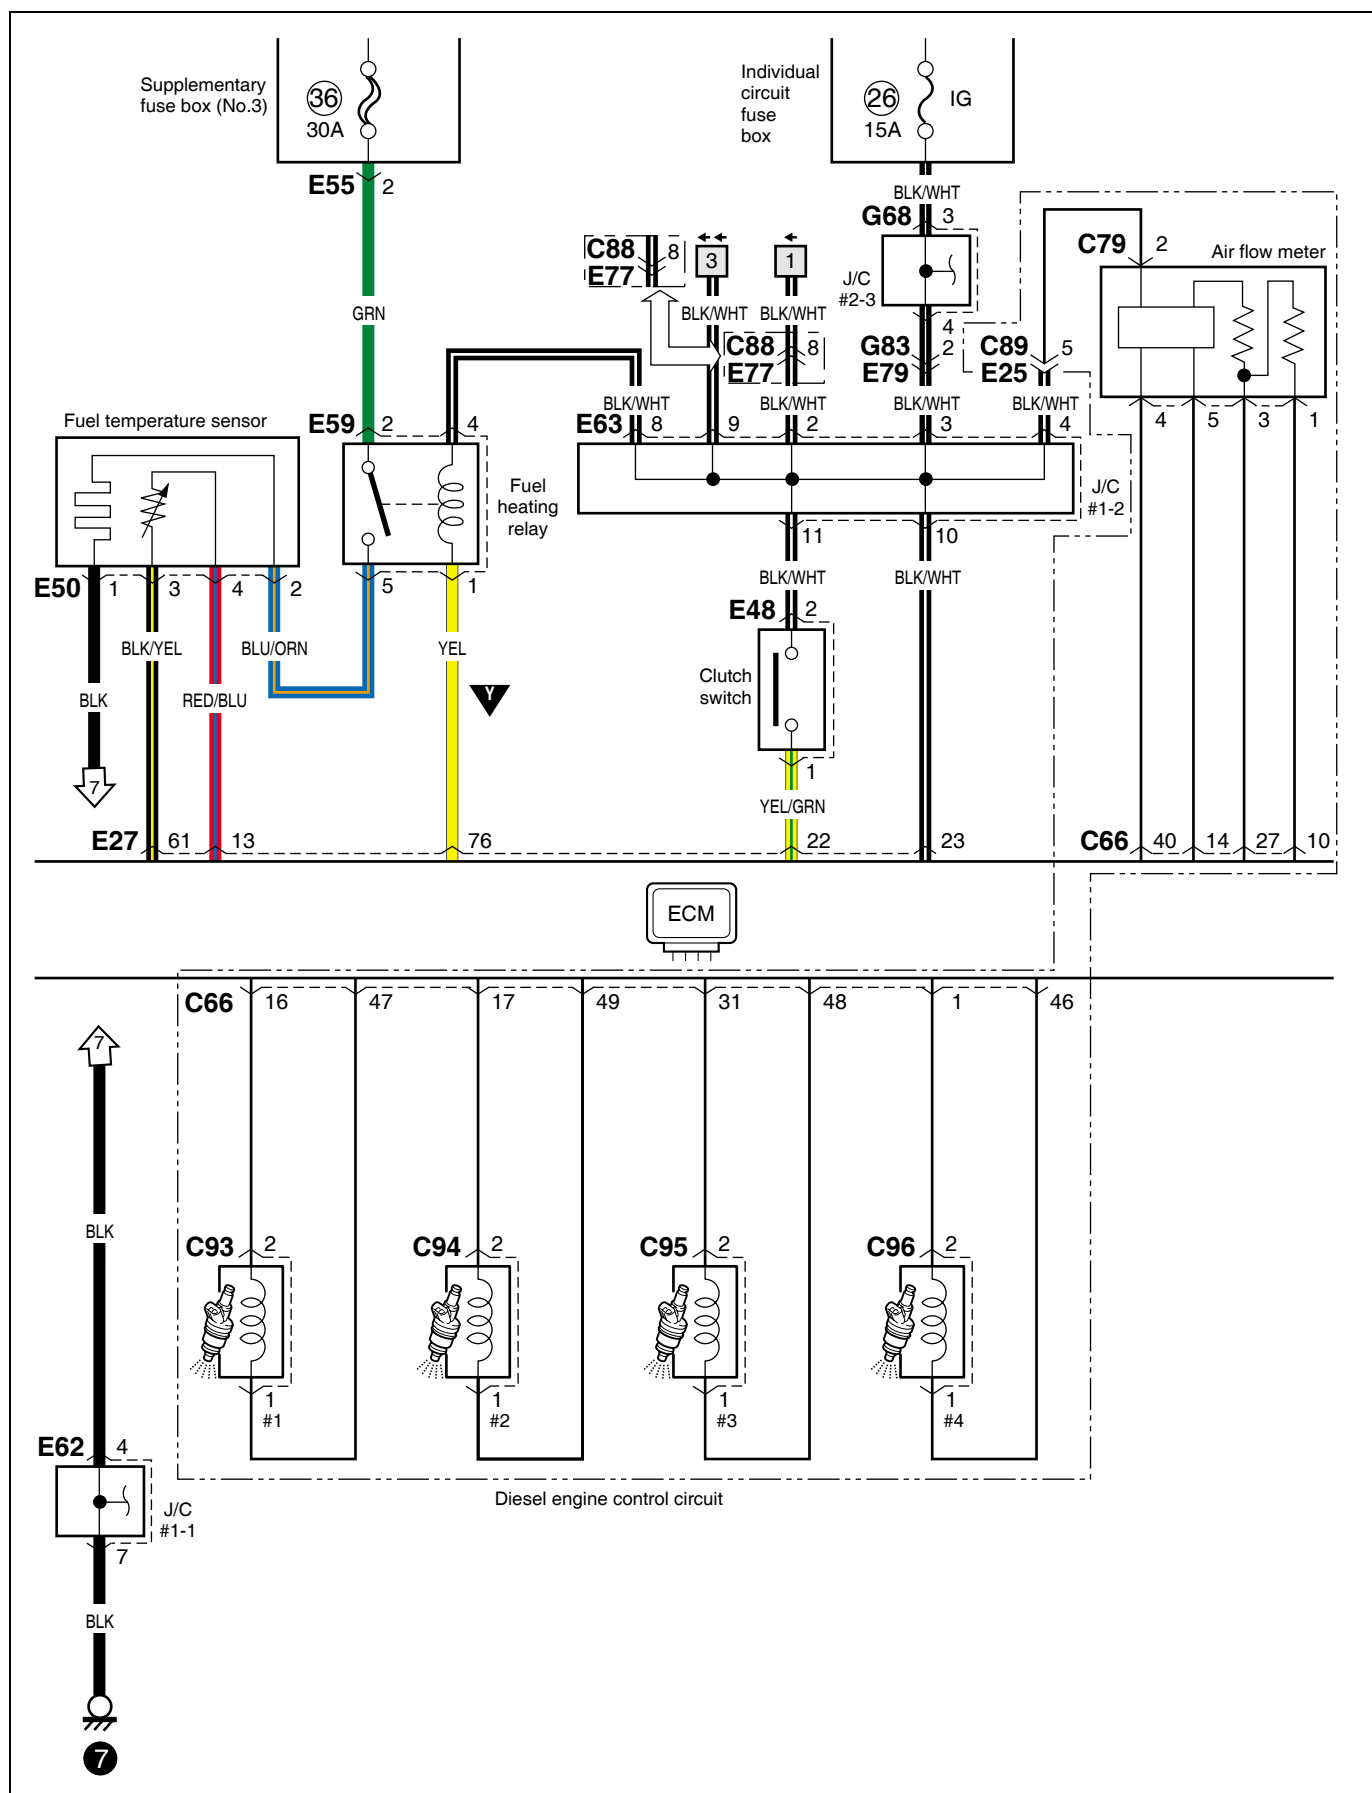 Supplementary
fuse box (No.3)
36
30A
Individual
circuit
fuse
box
26
15A
IG
E55 2
BLK/WHT
G68 3
C88 8
E77
3
1
J/C
#2-3
C79 2
Air flow meter
GRN
BLK/WHT
BLK/WHT
4
C88 8
E77
G83 2
E79
C89 5
E25
BLK/WHT
BLK/WHT
BLK/WHT
BLK/WHT
4 5 3 1
Fuel temperature sensor
E59 2 4
E63 8 9 2 3 4
Fuel
heating
relay
J/C
#1-2
11 10
E50 1 3 4 2
5 1
BLK/WHT
BLK/WHT
E48 2
BLK/YEL
BLU/ORN
YEL
Clutch
switch
BLK
RED/BLU
Y
1
7
YEL/GRN
E27 61 13 76 22 23
C66 40 14 27 10
ECM
C66 16 47 17 49 31 48 1 46
7
BLK
C93 2
C94 2
C95 2
C96 2
1
#1
1
#2
1
#3
1
#4
E62 4
J/C
#1-1
Diesel engine control circuit
7
BLK
7